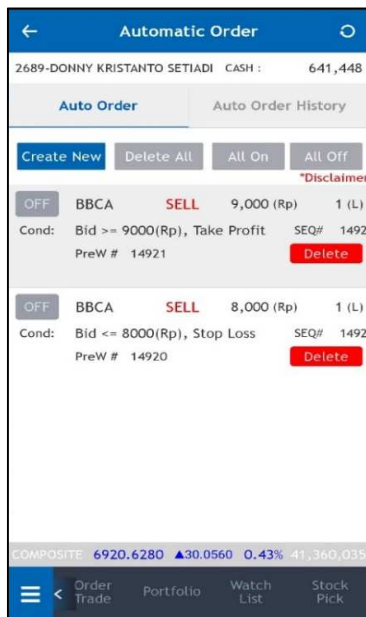 Automatic Order
2689-DONNY KRISTANTO SETIADI CASH : 641,448
Auto Order Auto Order History
Create New Delete All All On All Off
*Disclaimer
OFF BBCA SELL 9,000 (Rp) 1 (L)
Cond: Bid >= 9000(Rp), Take Profit SEQ# 1492
PreW # 14921 Delete
OFF BBCA SELL 8,000 (Rp) 1 (L)
Cond: Bid <= 8000(Rp), Stop Loss SEQ# 1492
PreW # 14920 Delete
COMPOSITE 6920.6280 ▲30.0560 0.43% 41,360,035
Order Trade Portfolio Watch List Stock Pick